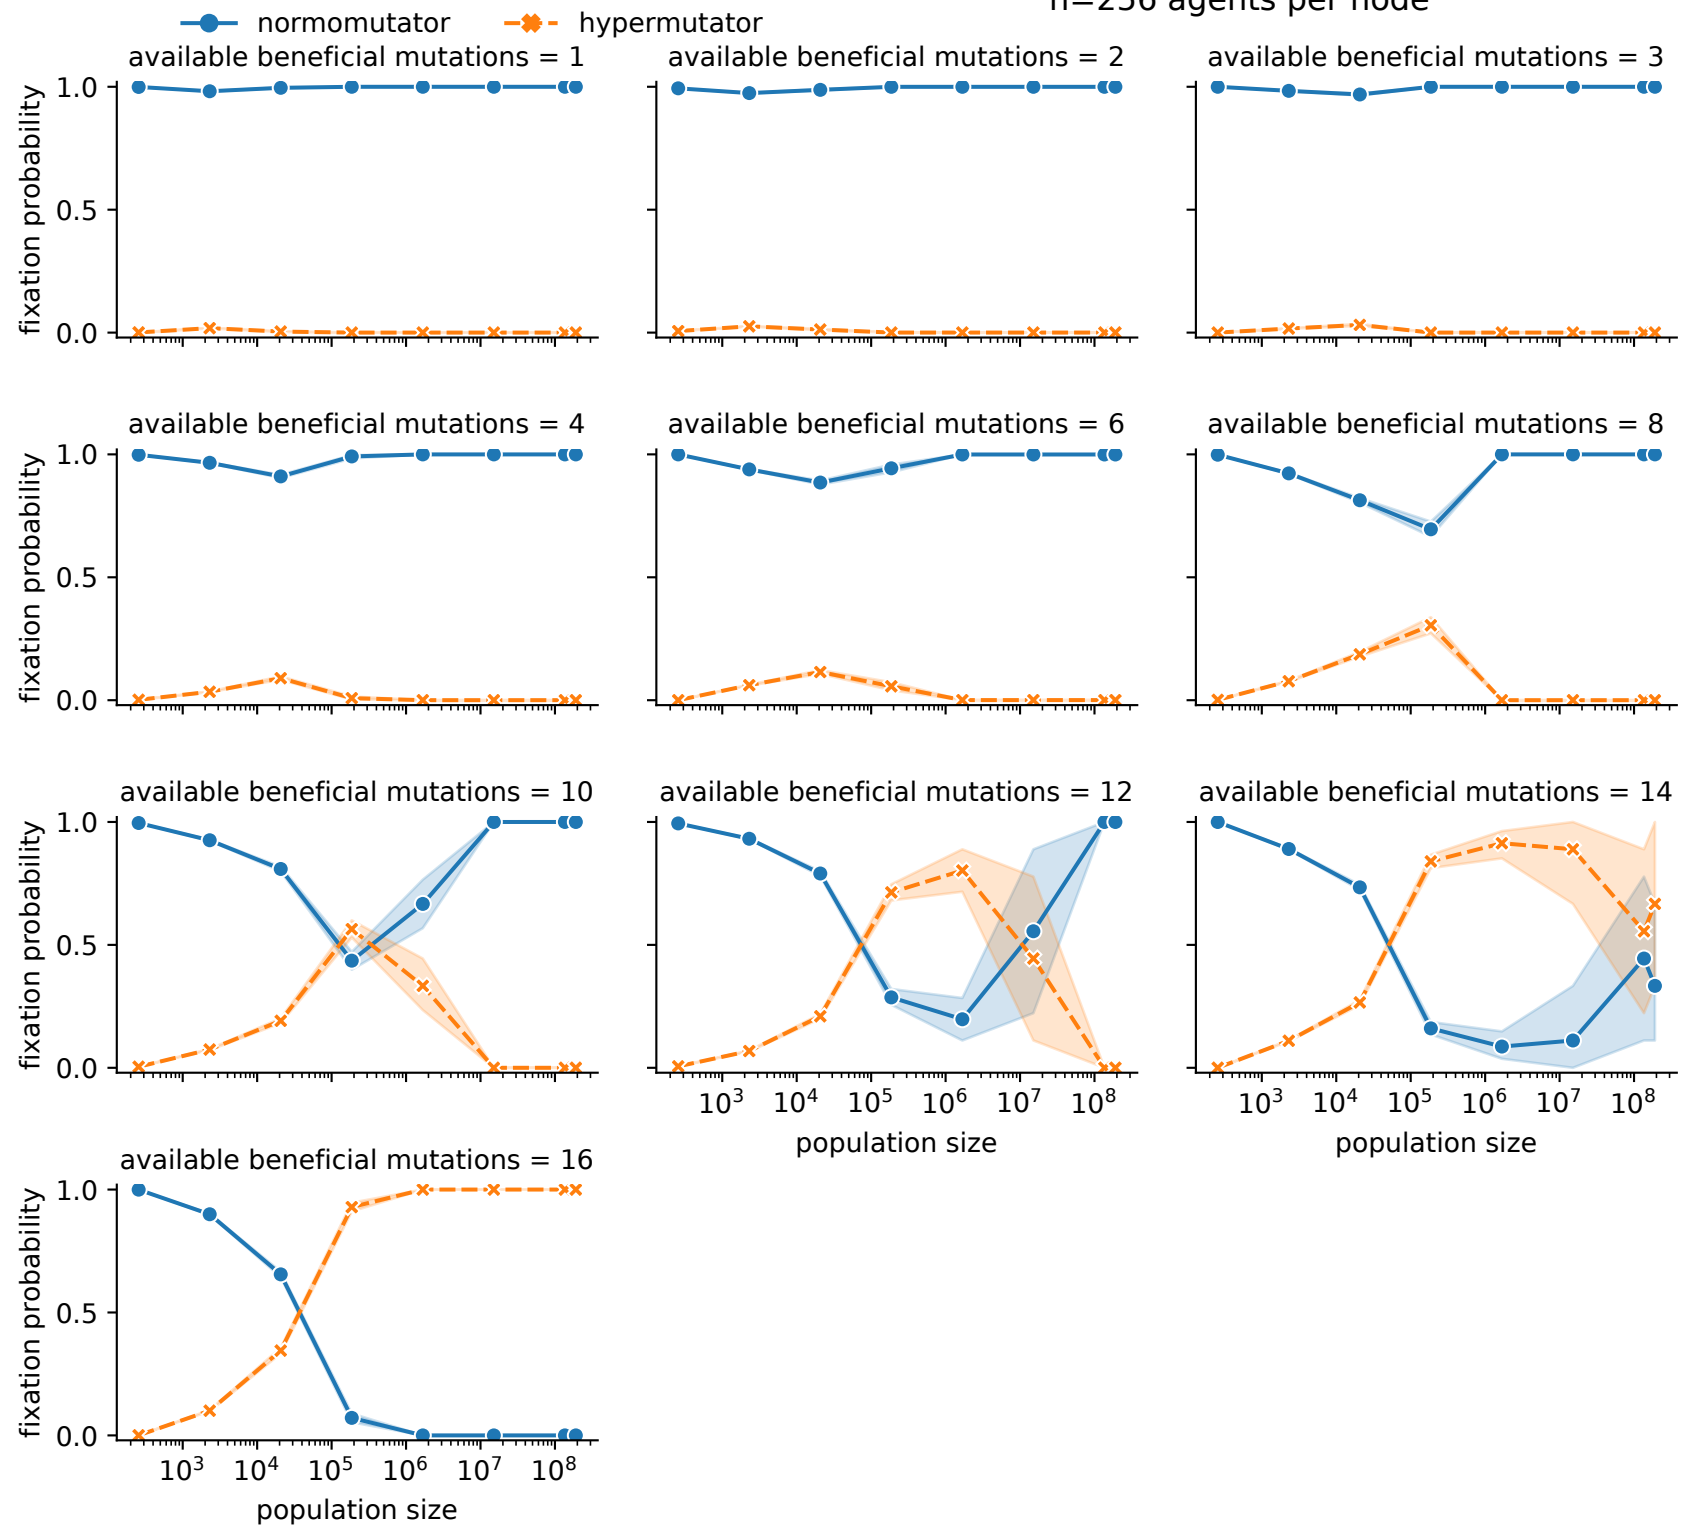 n=256 agents per node
normomutator hypermutator
available beneficial mutations = 1
available beneficial mutations = 2
available beneficial mutations = 3
fixation probability
1.0
0.5
0.0
available beneficial mutations = 4
available beneficial mutations = 6
available beneficial mutations = 8
fixation probability
1.0
0.5
0.0
available beneficial mutations = 10
available beneficial mutations = 12
available beneficial mutations = 14
fixation probability
1.0
0.5
0.0
10³ 10⁴ 10⁵ 10⁶ 10⁷ 10⁸
population size
10³ 10⁴ 10⁵ 10⁶ 10⁷ 10⁸
population size
available beneficial mutations = 16
fixation probability
1.0
0.5
0.0
10³ 10⁴ 10⁵ 10⁶ 10⁷ 10⁸
population size